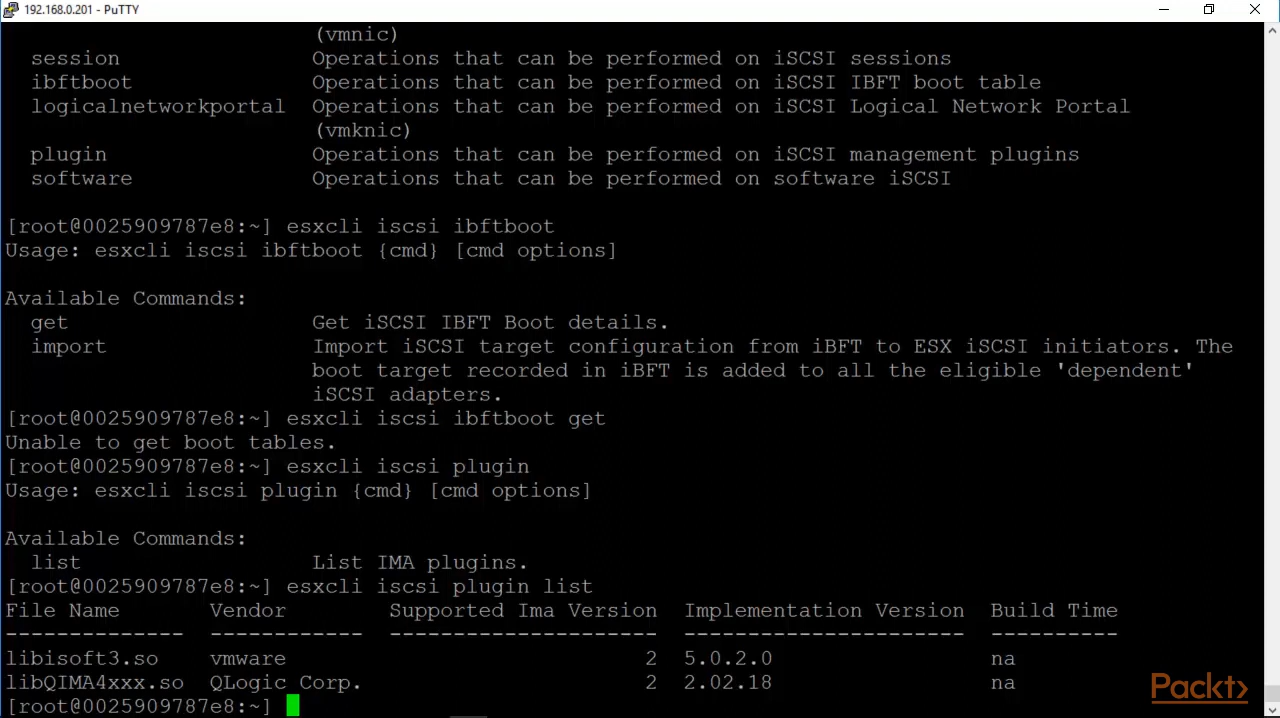 192.168.0.201 - PuTTY
(vmnic)
session Operations that can be performed on iSCSI sessions
ibftboot Operations that can be performed on iSCSI IBFT boot table
logicalnetworkportal Operations that can be performed on iSCSI Logical Network Portal
(vmknic)
plugin Operations that can be performed on iSCSI management plugins
software Operations that can be performed on software iSCSI
[root@0025909787e8:~] esxcli iscsi ibftboot
Usage: esxcli iscsi ibftboot {cmd} [cmd options]
Available Commands:
get Get iSCSI IBFT Boot details.
import Import iSCSI target configuration from iBFT to ESX iSCSI initiators. The
boot target recorded in iBFT is added to all the eligible 'dependent'
iSCSI adapters.
[root@0025909787e8:~] esxcli iscsi ibftboot get
Unable to get boot tables.
[root@0025909787e8:~] esxcli iscsi plugin
Usage: esxcli iscsi plugin {cmd} [cmd options]
Available Commands:
list List IMA plugins.
[root@0025909787e8:~] esxcli iscsi plugin list
File Name Vendor Supported Ima Version Implementation Version Build Time
-------------- ------------ --------------------- ---------------------- ----------
libisoft3.so vmware 2 5.0.2.0 na
libQIMA4xxx.so QLogic Corp. 2 2.02.18 na
[root@0025909787e8:~]
Packt>